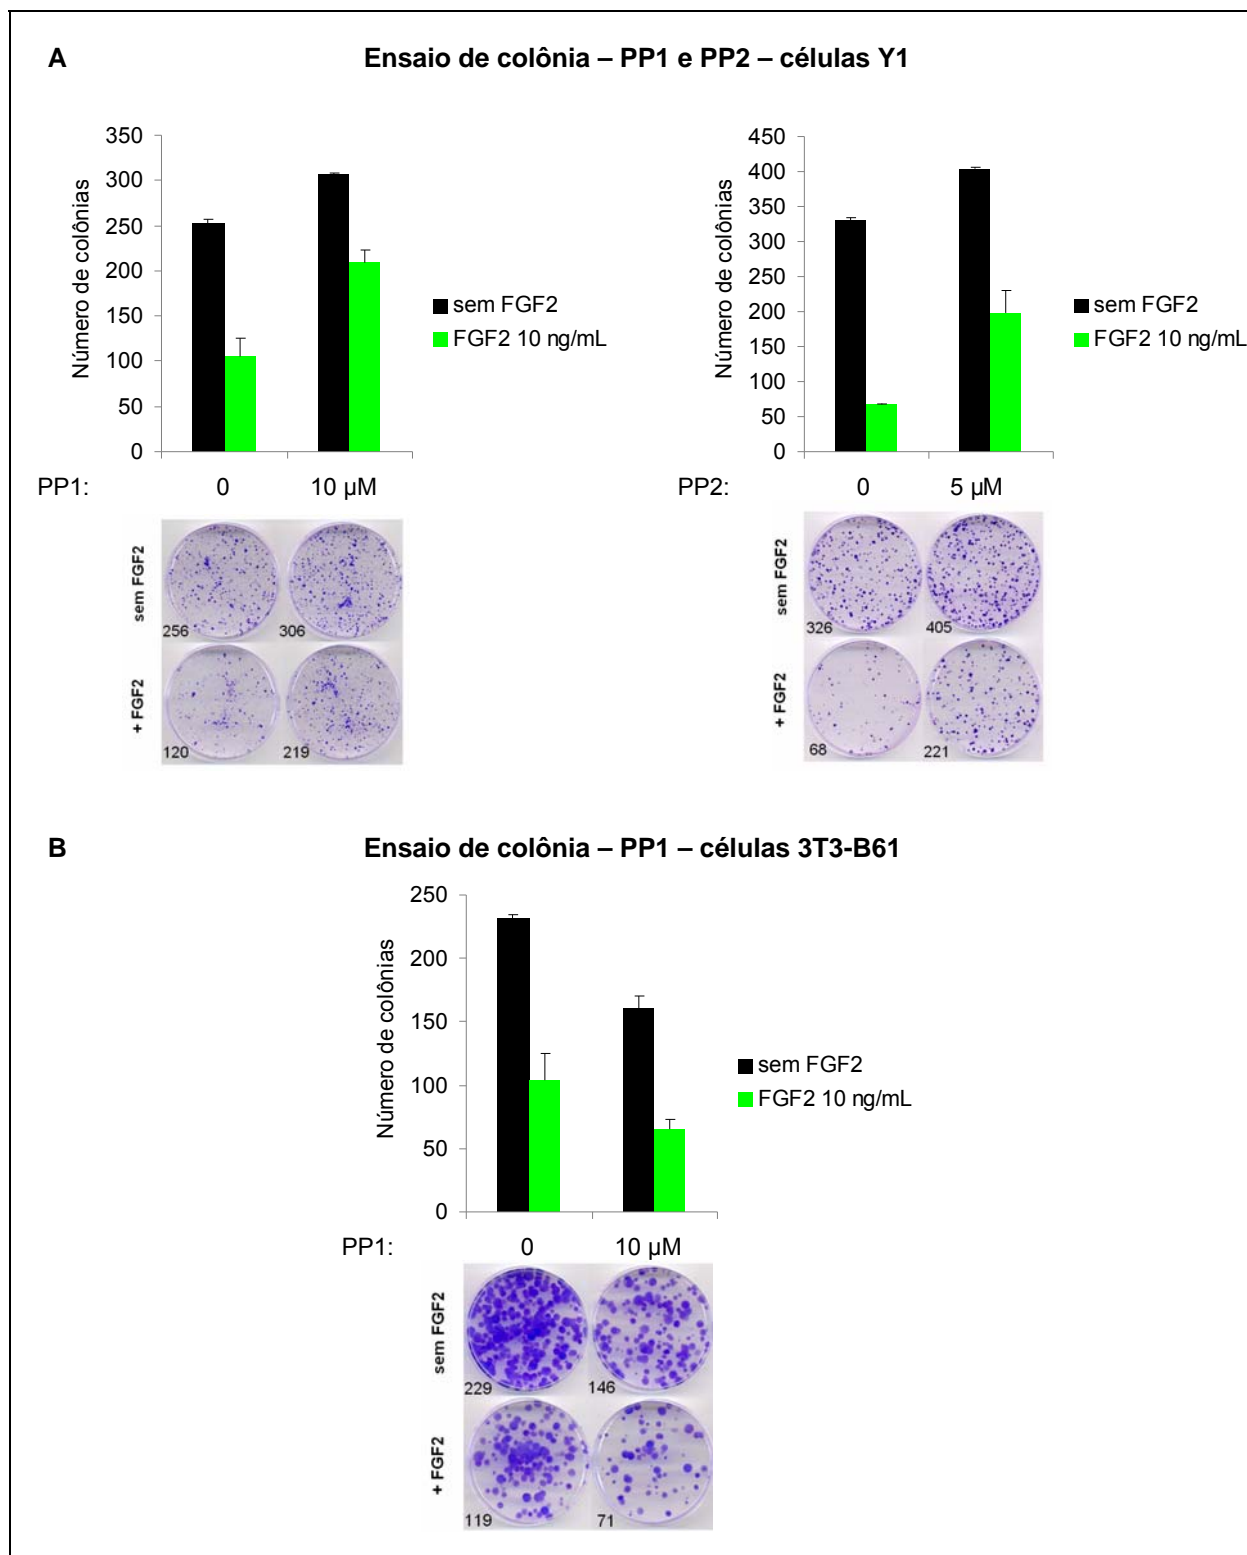 A
Ensaio de colônia – PP1 e PP2 – células Y1
Número de colônias
350
300
250
200
150
100
50
0
sem FGF2
FGF2 10 ng/mL
PP1:
0
10 µM
sem FGF2
256
306
+ FGF2
120
219
Número de colônias
450
400
350
300
250
200
150
100
50
0
sem FGF2
FGF2 10 ng/mL
PP2:
0
5 µM
sem FGF2
326
405
+ FGF2
68
221
B
Ensaio de colônia – PP1 – células 3T3-B61
Número de colônias
250
200
150
100
50
0
sem FGF2
FGF2 10 ng/mL
PP1:
0
10 µM
sem FGF2
229
146
+ FGF2
119
71